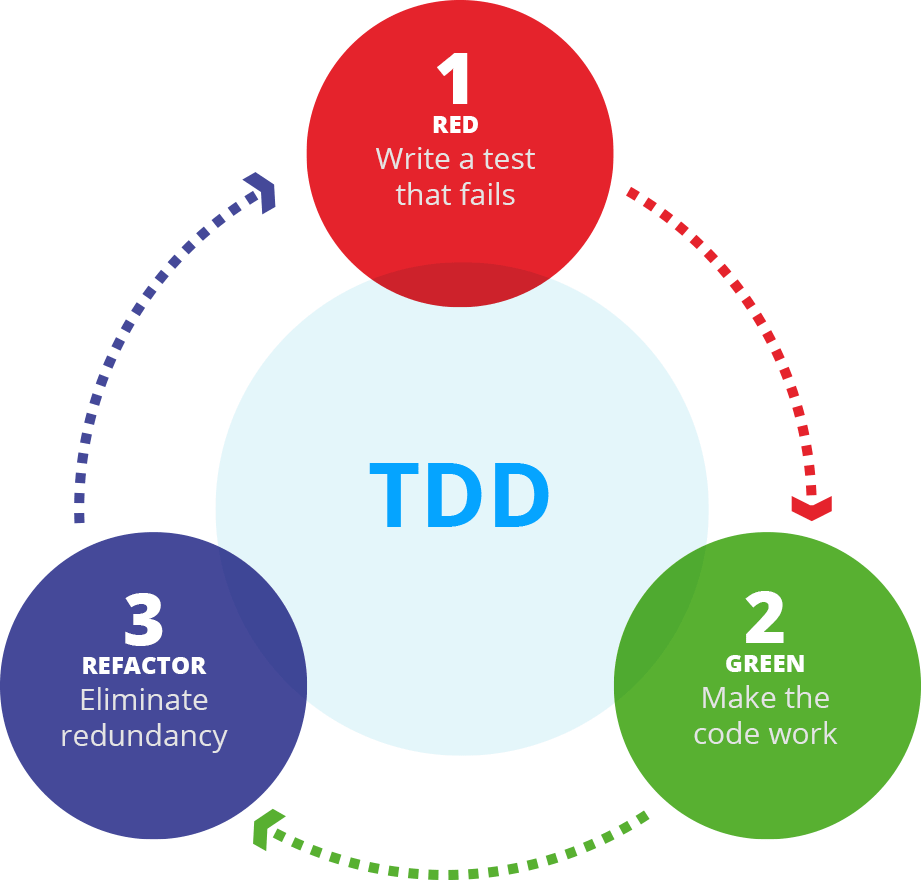 1
RED
Write a test
that fails
TDD
2
GREEN
Make the
code work
3
REFACTOR
Eliminate
redundancy